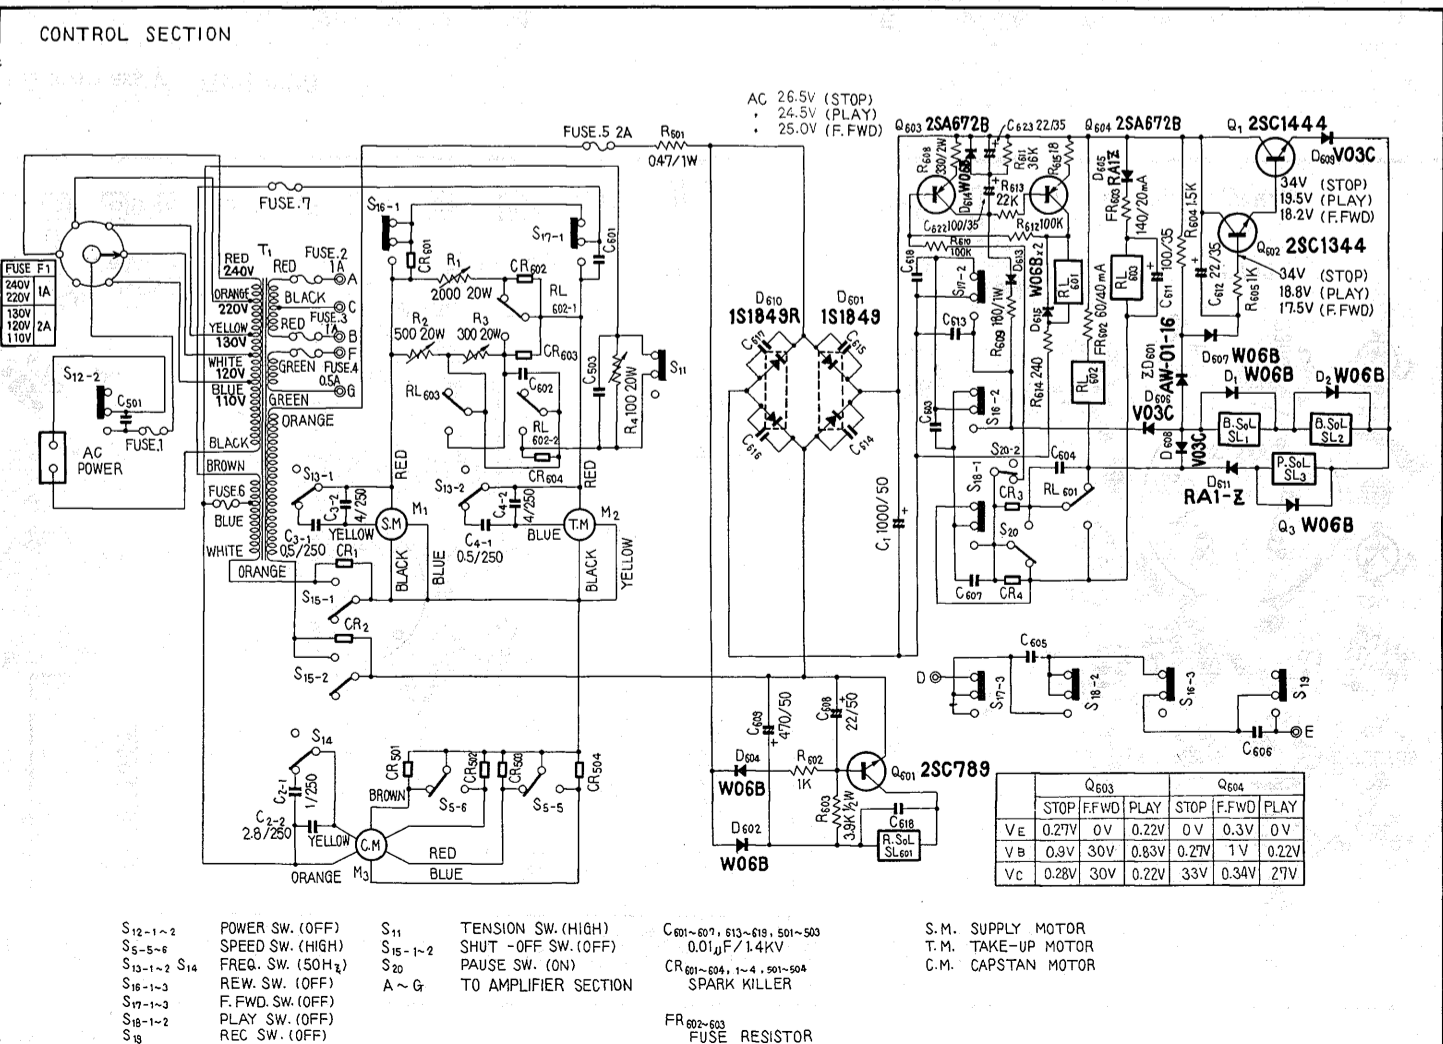 CONTROL SECTION
AC 26.5V (STOP)
24.5V (PLAY)
25.0V (F.FWD)
FUSE.5 2A
R601
0.47/1W
FUSE.7
FUSE F1
240V
220V
1A
130V
120V
110V
2A
T1
RED
240V
ORANGE
220V
YELLOW
130V
WHITE
120V
BLUE
110V
BLACK
BROWN
FUSE.6
BLUE
WHITE
ORANGE
RED
FUSE.2
1A
A
BLACK
C
RED
FUSE.3
1A
B
F
GREEN
FUSE.4
0.5A
G
GREEN
ORANGE
S12-2
C501
FUSE.1
AC
POWER
S16-1
CR601
S17-1
C601
R1
2000 20W
CR602
RL
602-1
R2
500 20W
R3
300 20W
CR603
C602
RL603
RL
602-2
CR604
C503
R4 100 20W
S11
RED
RED
S13-1
C3-2
4/250
C3-1
0.5/250
YELLOW
S.M
M1
BLACK
BLUE
S13-2
C4-2
4/250
C4-1
0.5/250
BLUE
T.M
M2
BLACK
YELLOW
CR1
S15-1
CR2
S15-2
S14
C2-1
1/250
C2-2
2.8/250
YELLOW
ORANGE
C.M
M3
CR501
BROWN
S5-6
CR502
CR503
S5-5
CR504
RED
BLUE
D610
1S1849R
D601
1S1849
C617
C615
C616
C614
C1 1000/50
Q603 2SA672B
C623 22/35
Q604 2SA672B
R608
330/2W
D614 W06B
R611
36K
R615 18
R613
22K
C622 100/35
R612 100K
R610
100K
C618
S17-2
D613
W06B x2
D615
R609 180/1W
C613
C603
S16-2
R614 240
RL
601
D605
RA1Z
FR603
140/20mA
RL
603
C611 100/35
FR602 60/40mA
RL
602
R604 1.5K
Q1 2SC1444
D609 V03C
34V (STOP)
19.5V (PLAY)
18.2V (F.FWD)
Q602
2SC1344
34V (STOP)
18.8V (PLAY)
17.5V (F.FWD)
C612 22/35
R605 1K
ZD601
AW-01-16
D607 W06B
D606
V03C
D608
V03C
D1 W06B
D2 W06B
B.SoL
SL1
B.SoL
SL2
P.SoL
SL3
D611
RA1-Z
Q3 W06B
S20-2
C604
S18-1
CR3
RL601
S20
C607
CR4
C605
D
S17-3
S18-2
S16-3
S19
C606
E
C609
470/50
C608
22/50
D604
W06B
R602
1K
Q601 2SC789
R603
3.9K ½W
C618
D602
W06B
R.SoL
SL601
Q603 Q604
STOP F.FWD PLAY STOP F.FWD PLAY
VE 0.27V 0V 0.22V 0V 0.3V 0V
VB 0.9V 30V 0.83V 0.27V 1V 0.22V
VC 0.28V 30V 0.22V 33V 0.34V 27V
S12-1~2 POWER SW. (OFF)
S5-5~6 SPEED SW. (HIGH)
S13-1~2 S14 FREQ. SW. (50Hz)
S16-1~3 REW. SW. (OFF)
S17-1~3 F.FWD. SW. (OFF)
S18-1~2 PLAY SW. (OFF)
S19 REC SW. (OFF)
S11 TENSION SW. (HIGH)
S15-1~2 SHUT-OFF SW. (OFF)
S20 PAUSE SW. (ON)
A~G TO AMPLIFIER SECTION
C601~607, 613~619, 501~503
0.01µF/1.4KV
CR601~604, 1~4, 501~504
SPARK KILLER
FR602~603
FUSE RESISTOR
S.M. SUPPLY MOTOR
T.M. TAKE-UP MOTOR
C.M. CAPSTAN MOTOR